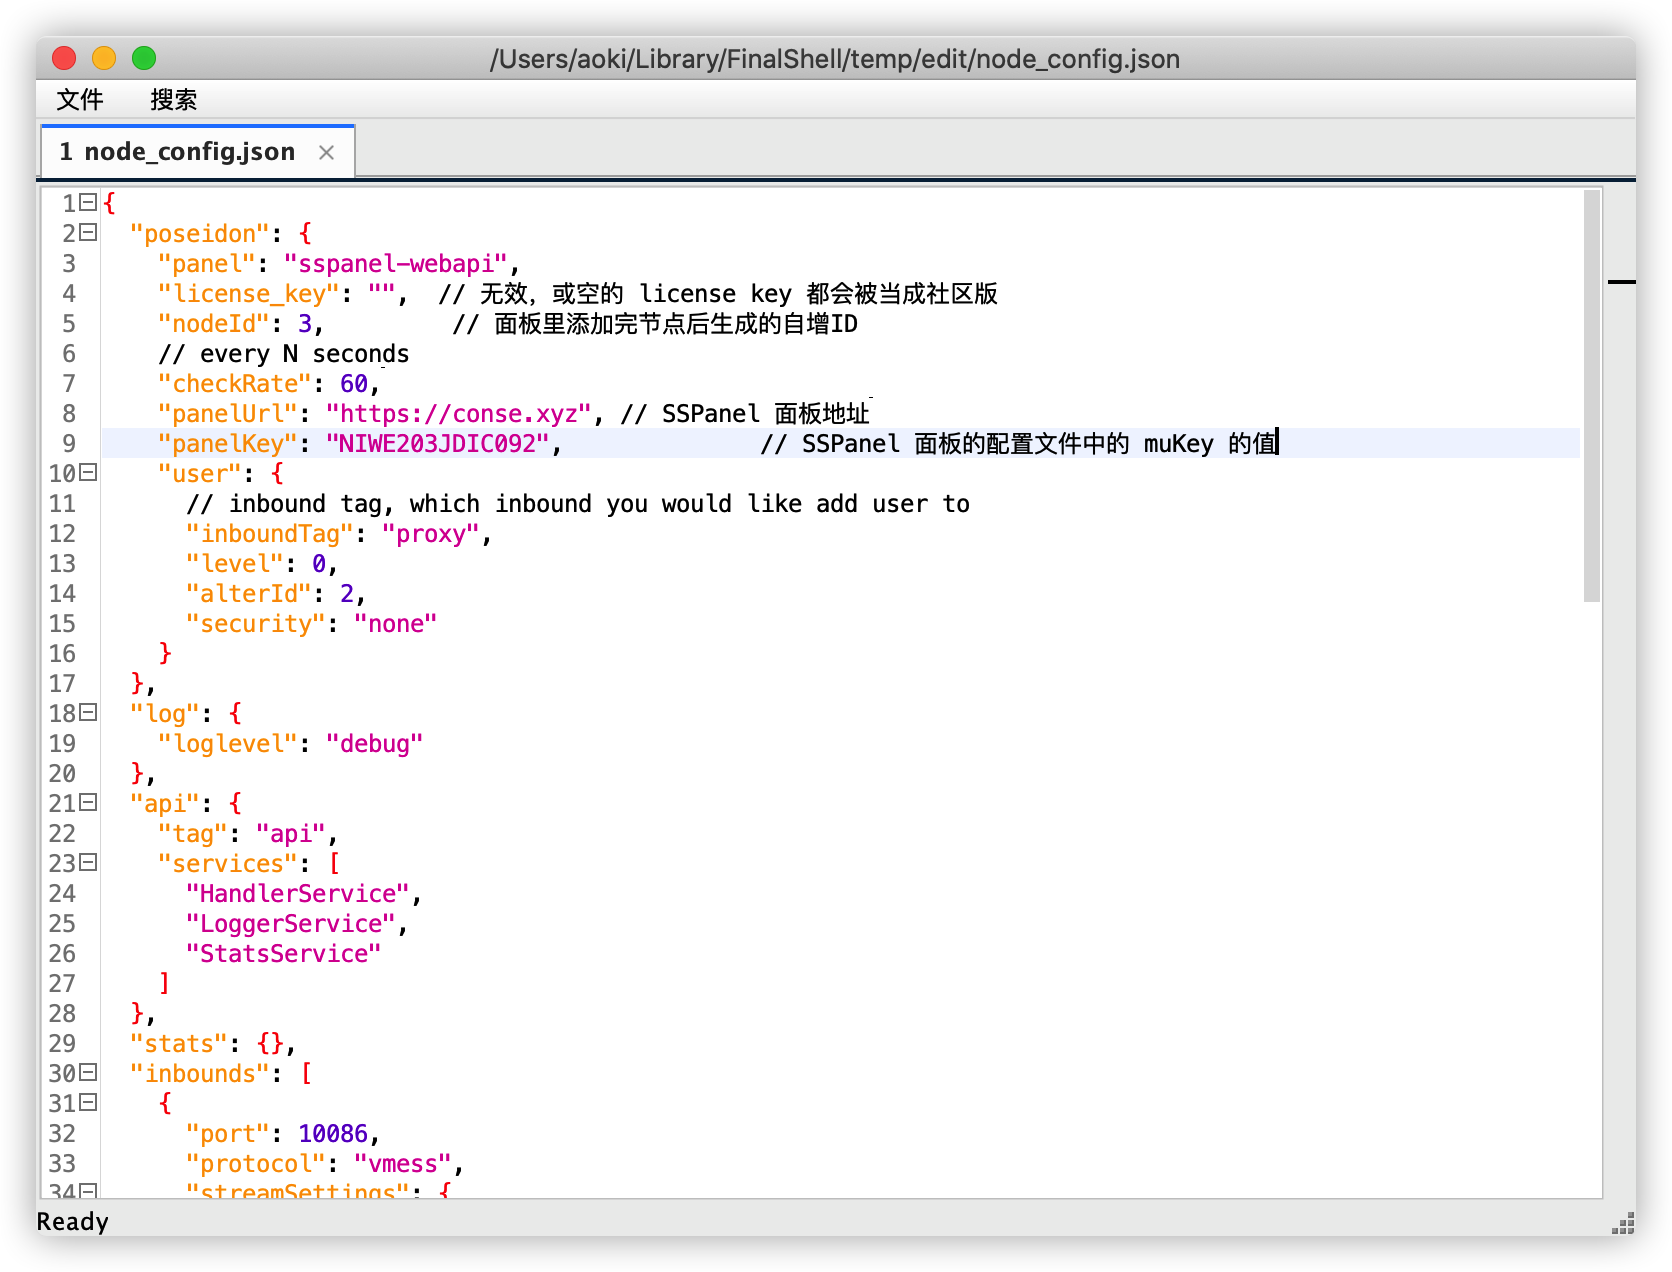 /Users/aoki/Library/FinalShell/temp/edit/node_config.json
文件 搜索
1 node_config.json ×
1 {
2 "poseidon": {
3 "panel": "sspanel-webapi",
4 "license_key": "", // 无效，或空的 license key 都会被当成社区版
5 "nodeId": 3, // 面板里添加完节点后生成的自增ID
6 // every N seconds
7 "checkRate": 60,
8 "panelUrl": "https://conse.xyz", // SSPanel 面板地址
9 "panelKey": "NIWE203JDIC092", // SSPanel 面板的配置文件中的 muKey 的值
10 "user": {
11 // inbound tag, which inbound you would like add user to
12 "inboundTag": "proxy",
13 "level": 0,
14 "alterId": 2,
15 "security": "none"
16 }
17 },
18 "log": {
19 "loglevel": "debug"
20 },
21 "api": {
22 "tag": "api",
23 "services": [
24 "HandlerService",
25 "LoggerService",
26 "StatsService"
27 ]
28 },
29 "stats": {},
30 "inbounds": [
31 {
32 "port": 10086,
33 "protocol": "vmess",
34 "streamSettings": {
Ready